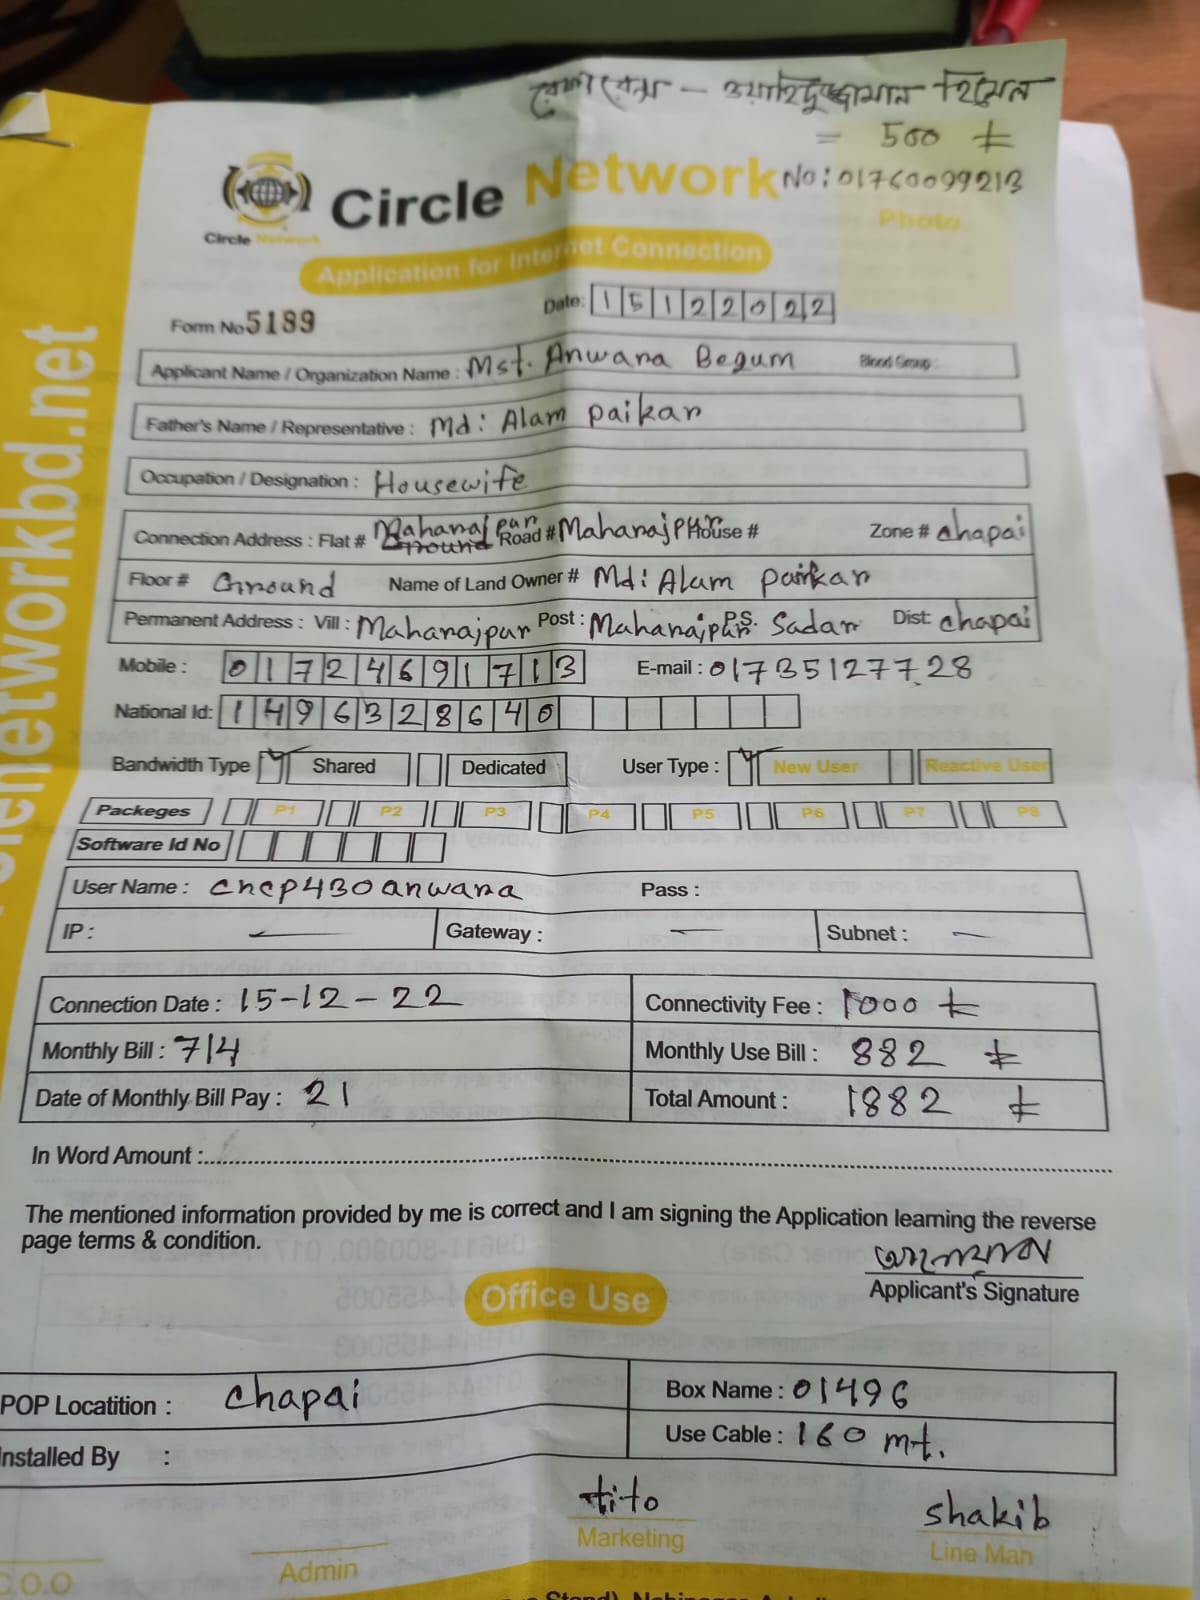 রেফারেন্স - ওয়াহিদুজ্জামান হিমেল
= 500 ৳
No: 01760099213
Circle Network
Circle Network
Photo
Application for Internet Connection
Form No 5189
Date: 15122022
Applicant Name / Organization Name : Mst. Anwara Begum Blood Group :
Father's Name / Representative : Md: Alam Paikar
Occupation / Designation : Housewife
Connection Address : Flat # Maharajpur Ground Road # Maharajpur House # Zone # Chapai
Floor # Ground Name of Land Owner # Md: Alam Paikar
Permanent Address : Vill : Maharajpur Post : Maharajpur P.S. Sadar Dist: Chapai
Mobile : 01724691713 E-mail : 01735127728
National Id: 1496328640
Bandwidth Type Shared Dedicated User Type : New User Reactive User
Packeges P1 P2 P3 P4 P5 P6 P7 P8
Software Id No
User Name : cncp430anwara Pass :
IP : — Gateway : — Subnet : —
Connection Date : 15-12-22 Connectivity Fee : 1000 ৳
Monthly Bill : 714 Monthly Use Bill : 882 ৳
Date of Monthly Bill Pay : 21 Total Amount : 1882 ৳
In Word Amount :
The mentioned information provided by me is correct and I am signing the Application learning the reverse
page terms & condition.
Applicant's Signature
Office Use
POP Locatition : Chapai Box Name : 01496
Installed By : Use Cable : 160 mt.
tito shakib
C.O.O Admin Marketing Line Man